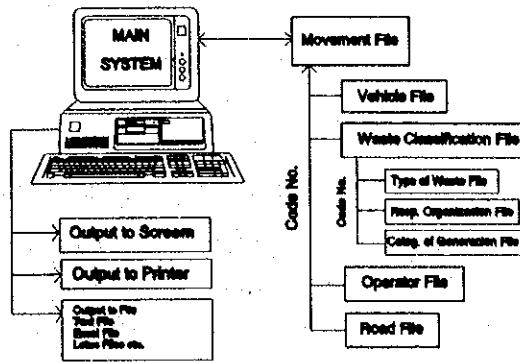 MAIN
SYSTEM
Movement File
Vehicle File
Waste Classification File
Type of Waste File
Resp. Organization File
Categ. of Generation File
Code No.
Code No.
Operator File
Road File
Output to Screen
Output to Printer
Output to File
Text File
Excel File
Lotus Files etc.